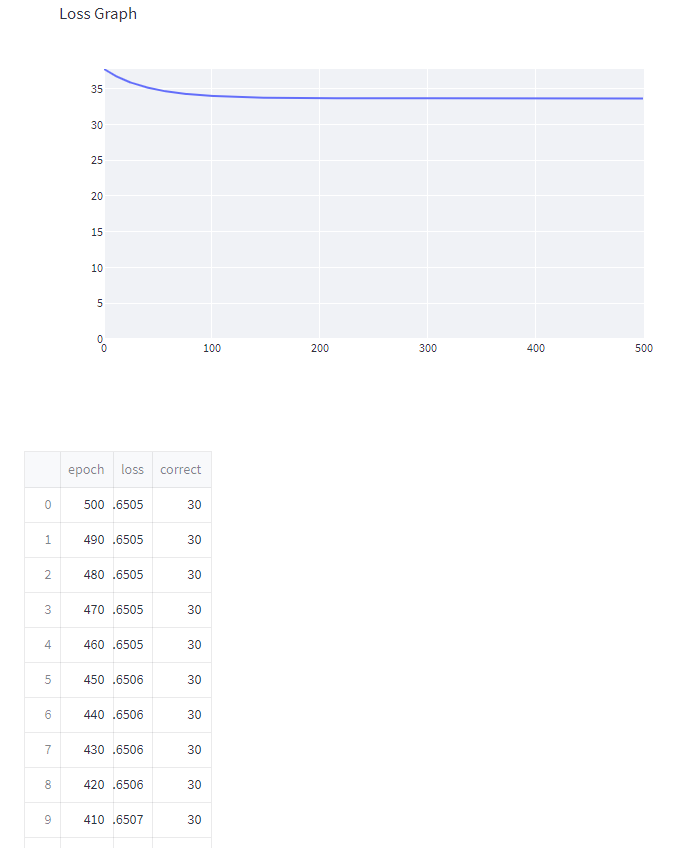 Loss Graph
35
30
25
20
15
10
5
0
0 100 200 300 400 500
epoch loss correct
0 500 .6505 30
1 490 .6505 30
2 480 .6505 30
3 470 .6505 30
4 460 .6505 30
5 450 .6506 30
6 440 .6506 30
7 430 .6506 30
8 420 .6506 30
9 410 .6507 30